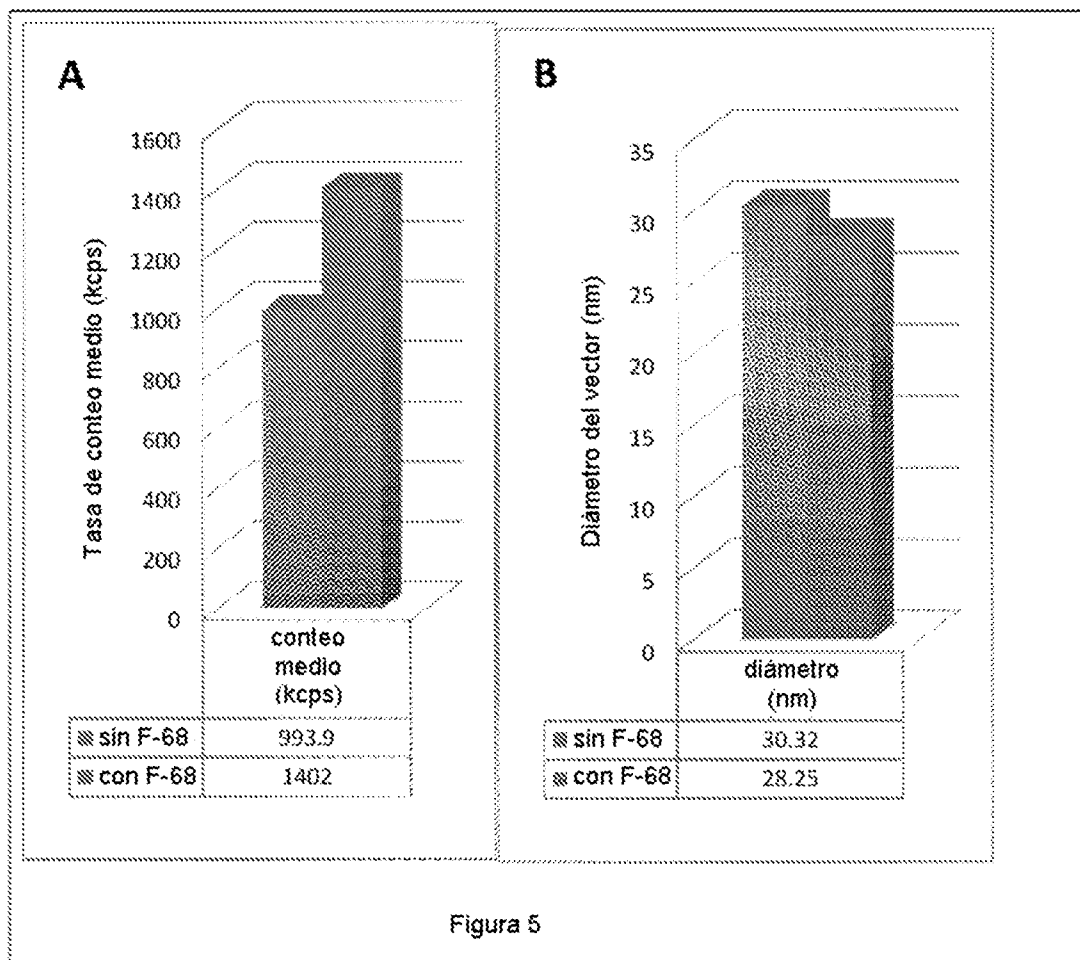 A
Tasa de conteo medio (kcps)
1600
1400
1200
1000
800
600
400
200
0
conteo
medio
(kcps)
sin F-68 993.9
con F-68 1402
B
Diámetro del vector (nm)
35
30
25
20
15
10
5
0
diámetro
(nm)
sin F-68 30.32
con F-68 28.25
Figura 5